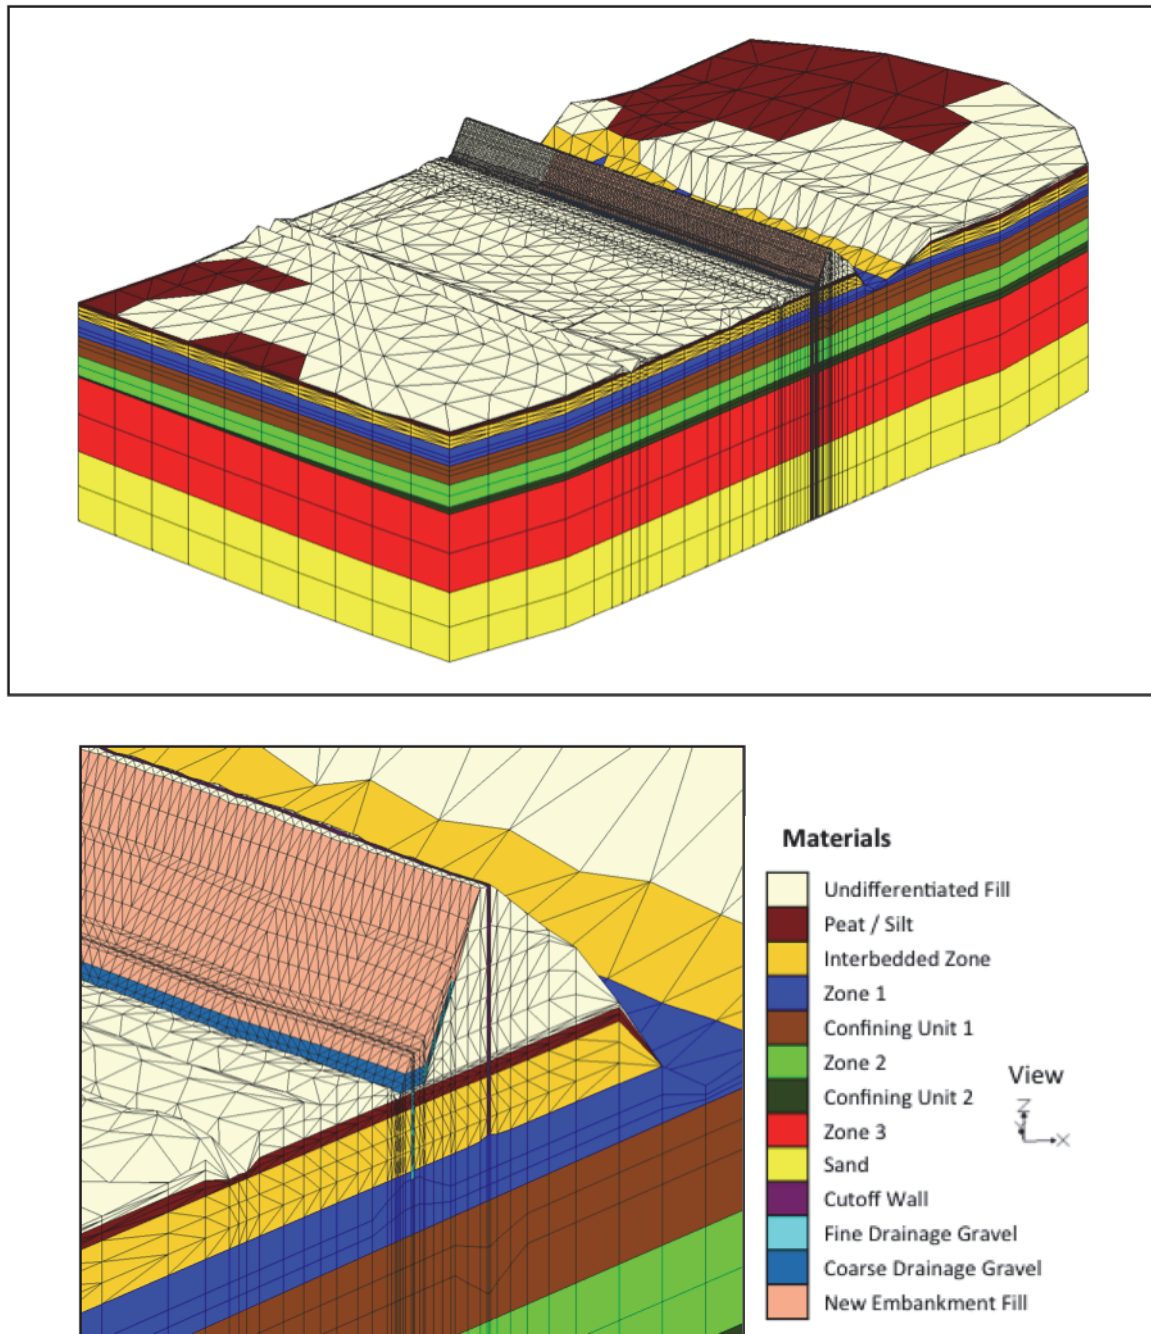 Materials
Undifferentiated Fill
Peat / Silt
Interbedded Zone
Zone 1
Confining Unit 1
Zone 2
Confining Unit 2
Zone 3
Sand
Cutoff Wall
Fine Drainage Gravel
Coarse Drainage Gravel
New Embankment Fill
View
Z
Y
X